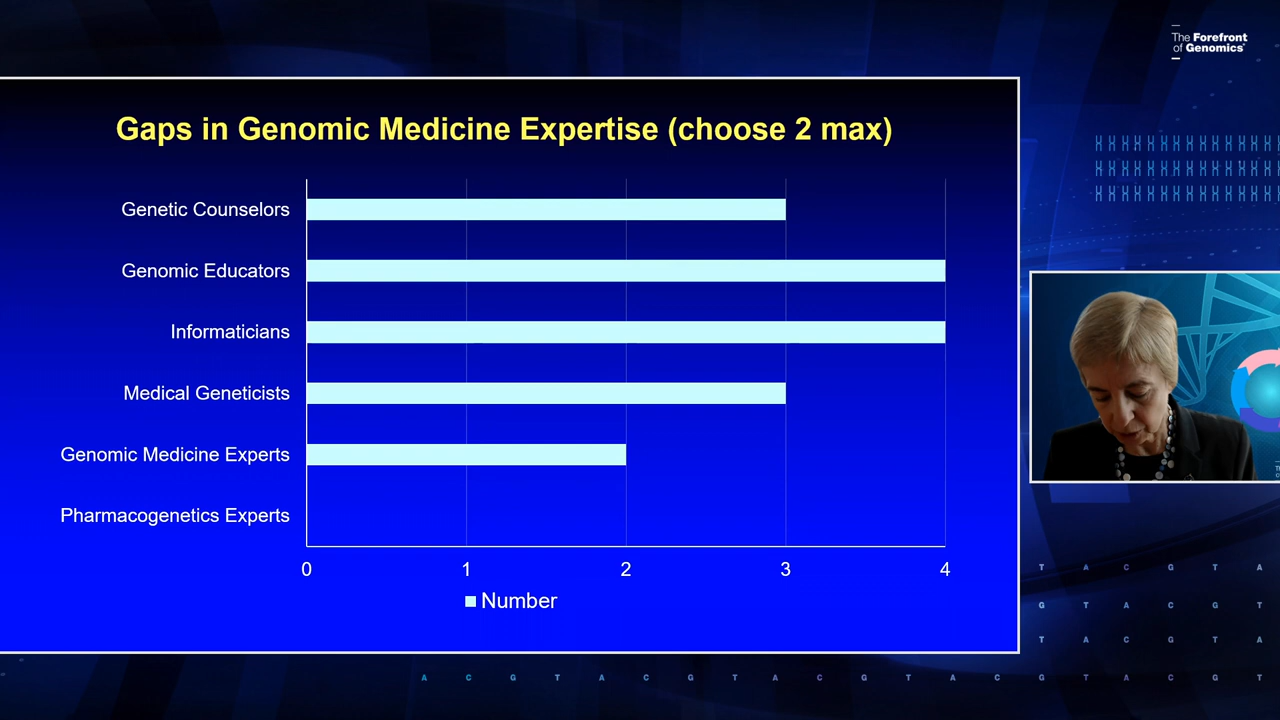 The Forefront
of Genomics
Gaps in Genomic Medicine Expertise (choose 2 max)
Genetic Counselors
Genomic Educators
Informaticians
Medical Geneticists
Genomic Medicine Experts
Pharmacogenetics Experts
0 1 2 3 4
Number
T A C G T A
G T A C G T
T A C G T A
A C G T A C G T A C G T A C G T A C G T